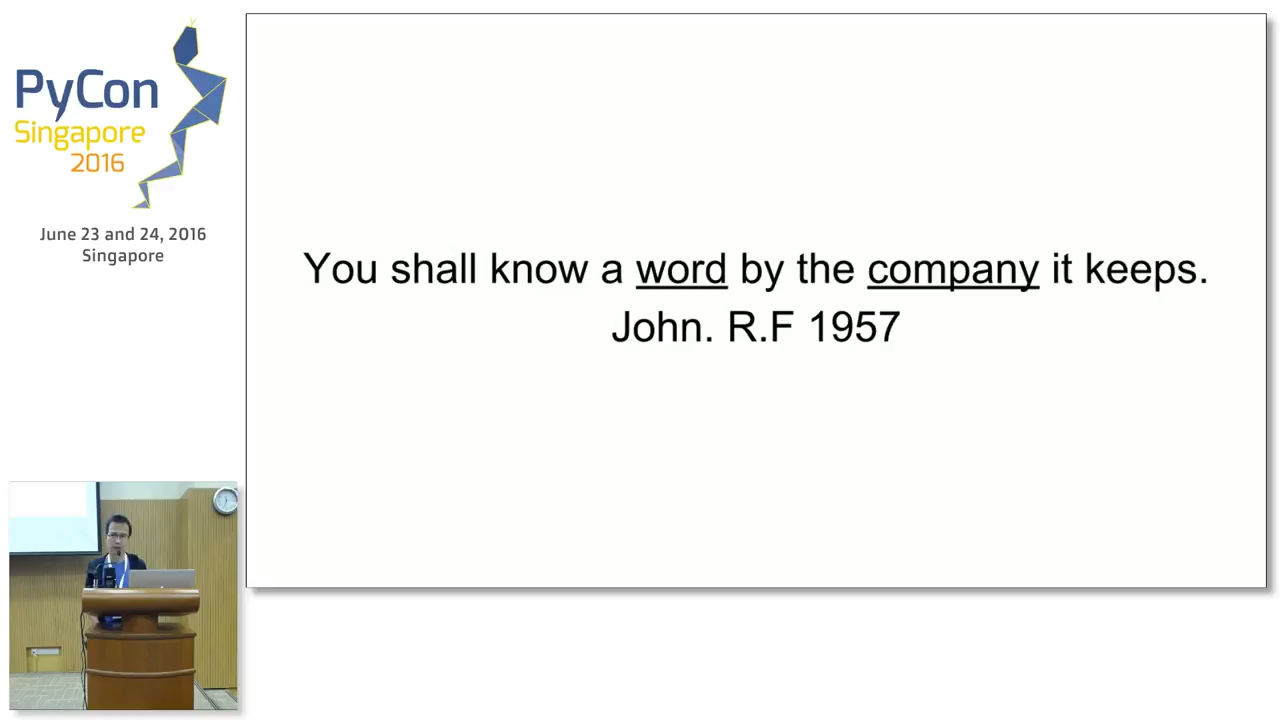 PyCon
Singapore
2016
June 23 and 24, 2016
Singapore
You shall know a word by the company it keeps.
John. R.F 1957